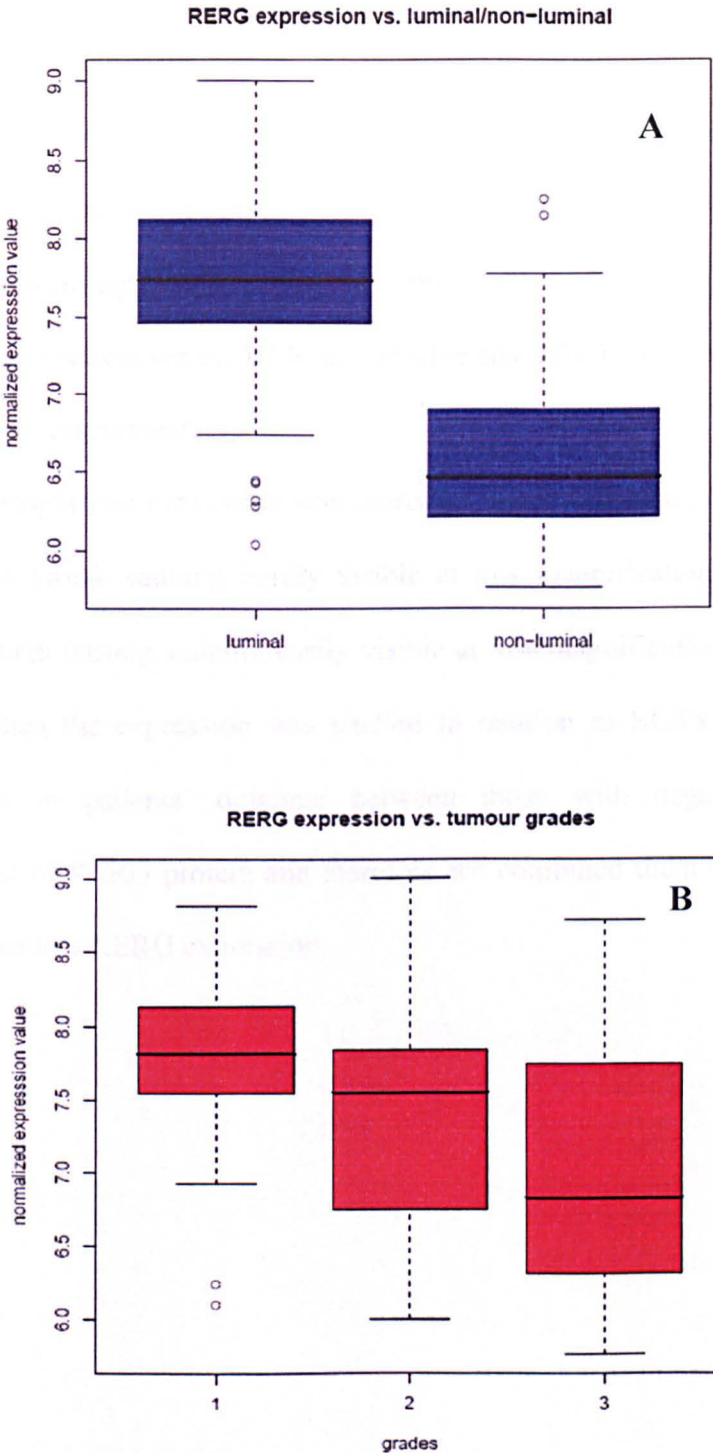 RERG expression vs. luminal/non-luminal
A
normalized expresssion value
9.0
8.5
8.0
7.5
7.0
6.5
6.0
luminal non-luminal
RERG expression vs. tumour grades
B
normalized expresssion value
9.0
8.5
8.0
7.5
7.0
6.5
6.0
1 2 3
grades